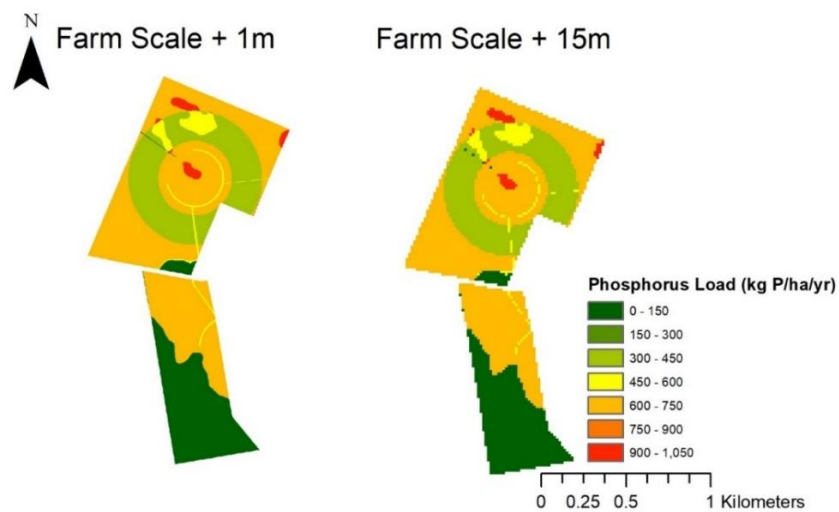 N
Farm Scale + 1m
Farm Scale + 15m
Phosphorus Load (kg P/ha/yr)
0 - 150
150 - 300
300 - 450
450 - 600
600 - 750
750 - 900
900 - 1,050
0 0.25 0.5 1 Kilometers